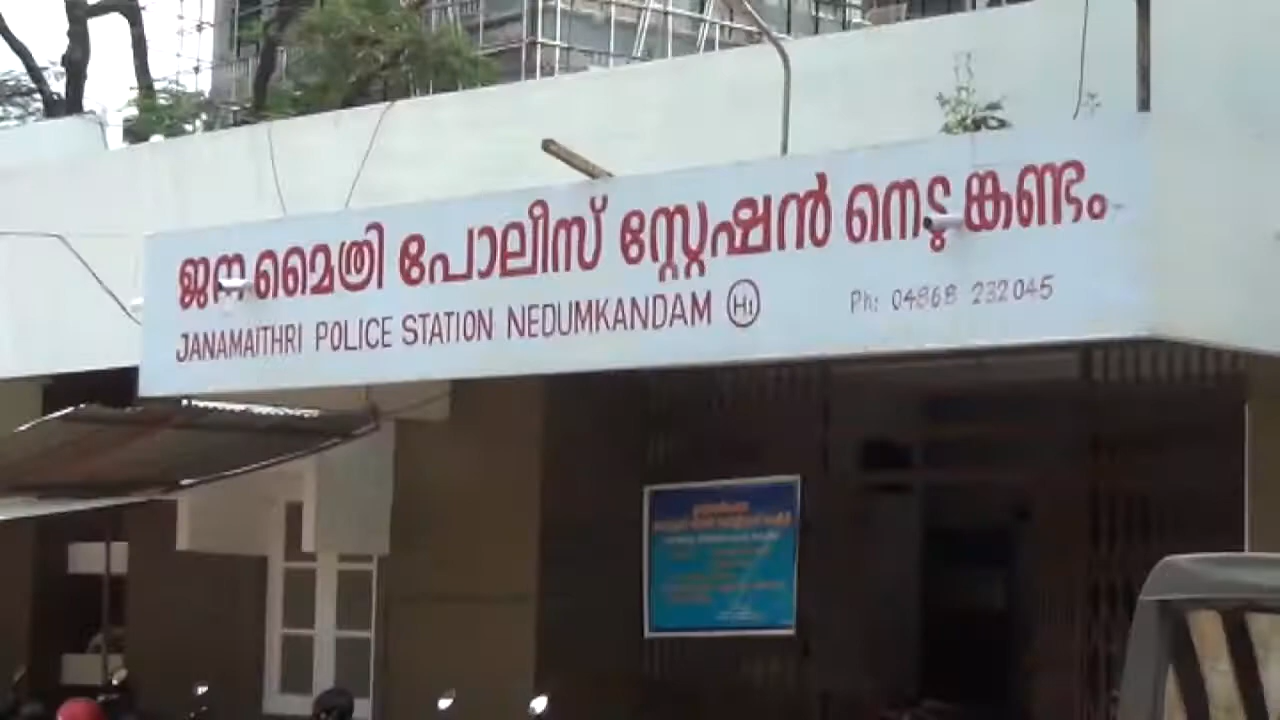 ജനമൈത്രി പോലീസ് സ്റ്റേഷൻ നെടുങ്കണ്ടം
JANAMAITHRI POLICE STATION NEDUMKANDAM H1
Ph: 04868 232045